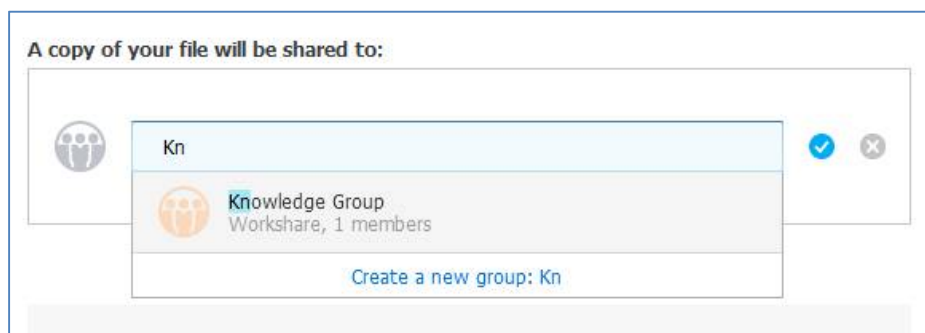 A copy of your file will be shared to:
Kn
Knowledge Group
Workshare, 1 members
Create a new group: Kn